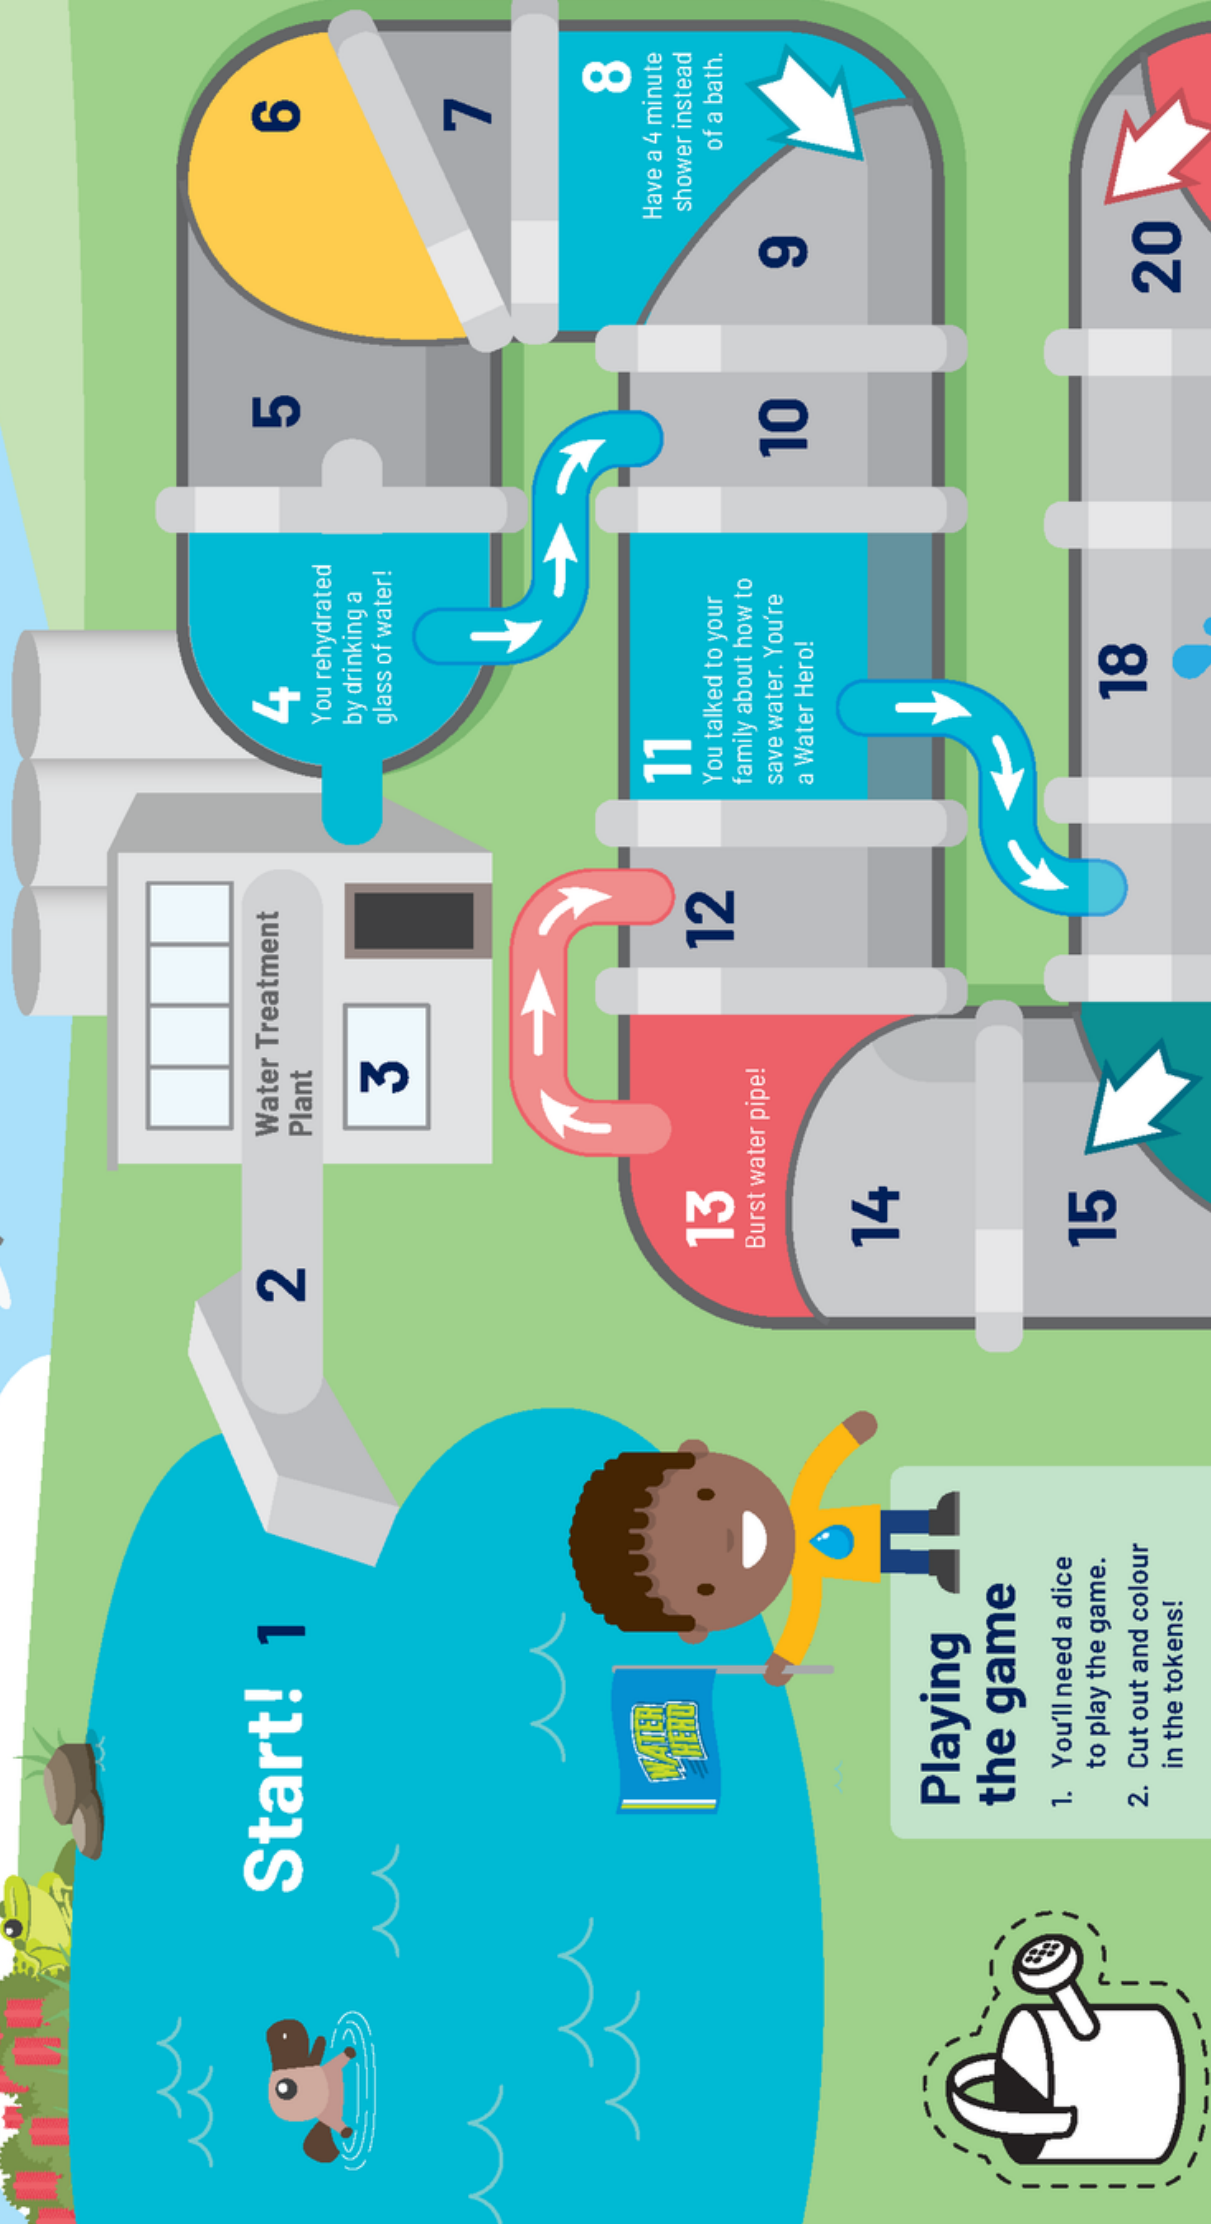 Start! 1
2
Water Treatment
Plant
3
4
You rehydrated
by drinking a
glass of water!
5
6
7
8
Have a 4 minute
shower instead
of a bath.
9
10
11
You talked to your
family about how to
save water. You're
a Water Hero!
12
13
Burst water pipe!
14
15
18
20
WATER
HERO
Playing
the game
1. You'll need a dice
to play the game.
2. Cut out and colour
in the tokens!